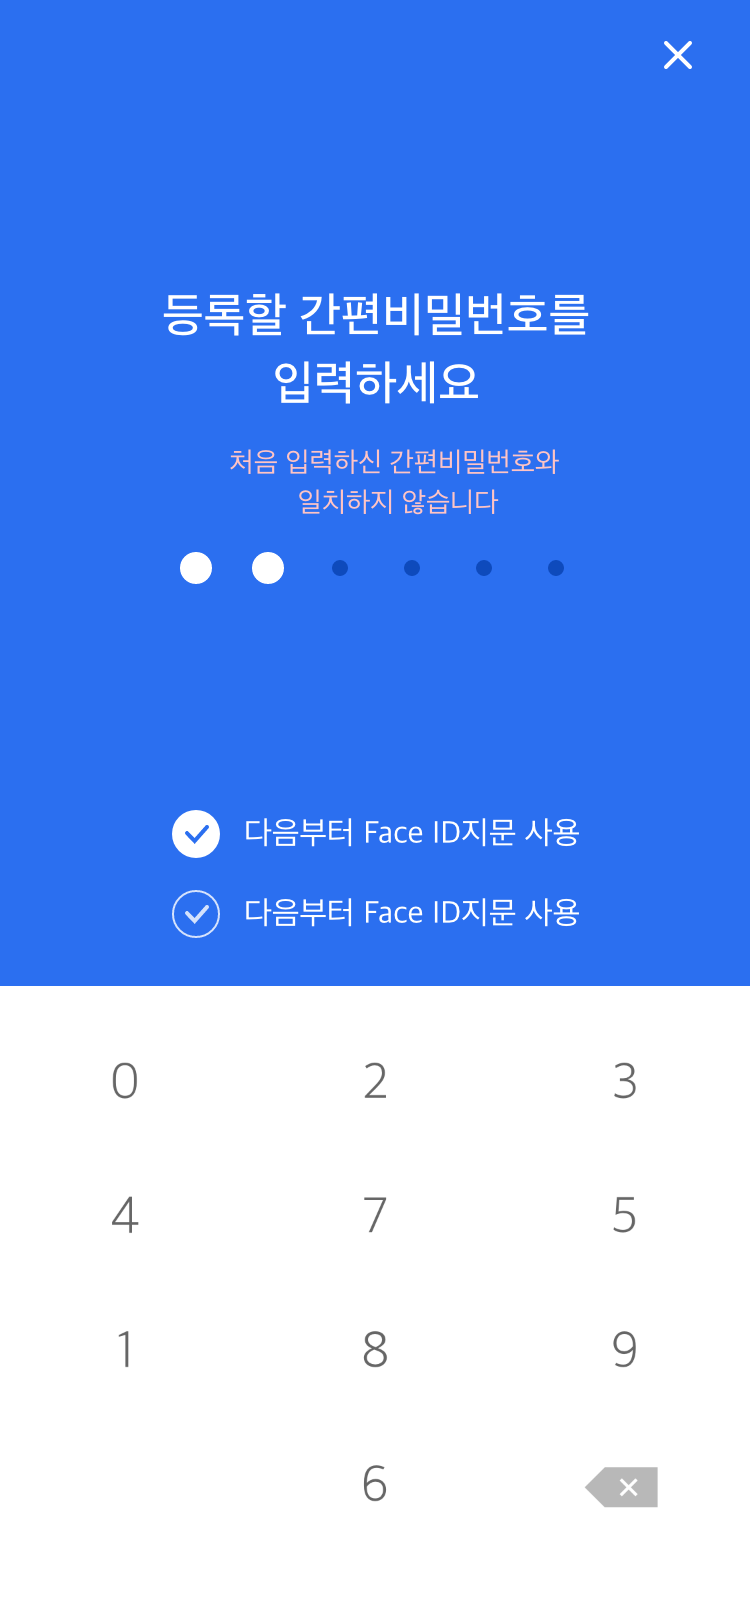 등록할 간편비밀번호를
입력하세요
처음 입력하신 간편비밀번호와
일치하지 않습니다
다음부터 Face ID지문 사용
다음부터 Face ID지문 사용
0 2 3
4 7 5
1 8 9
6